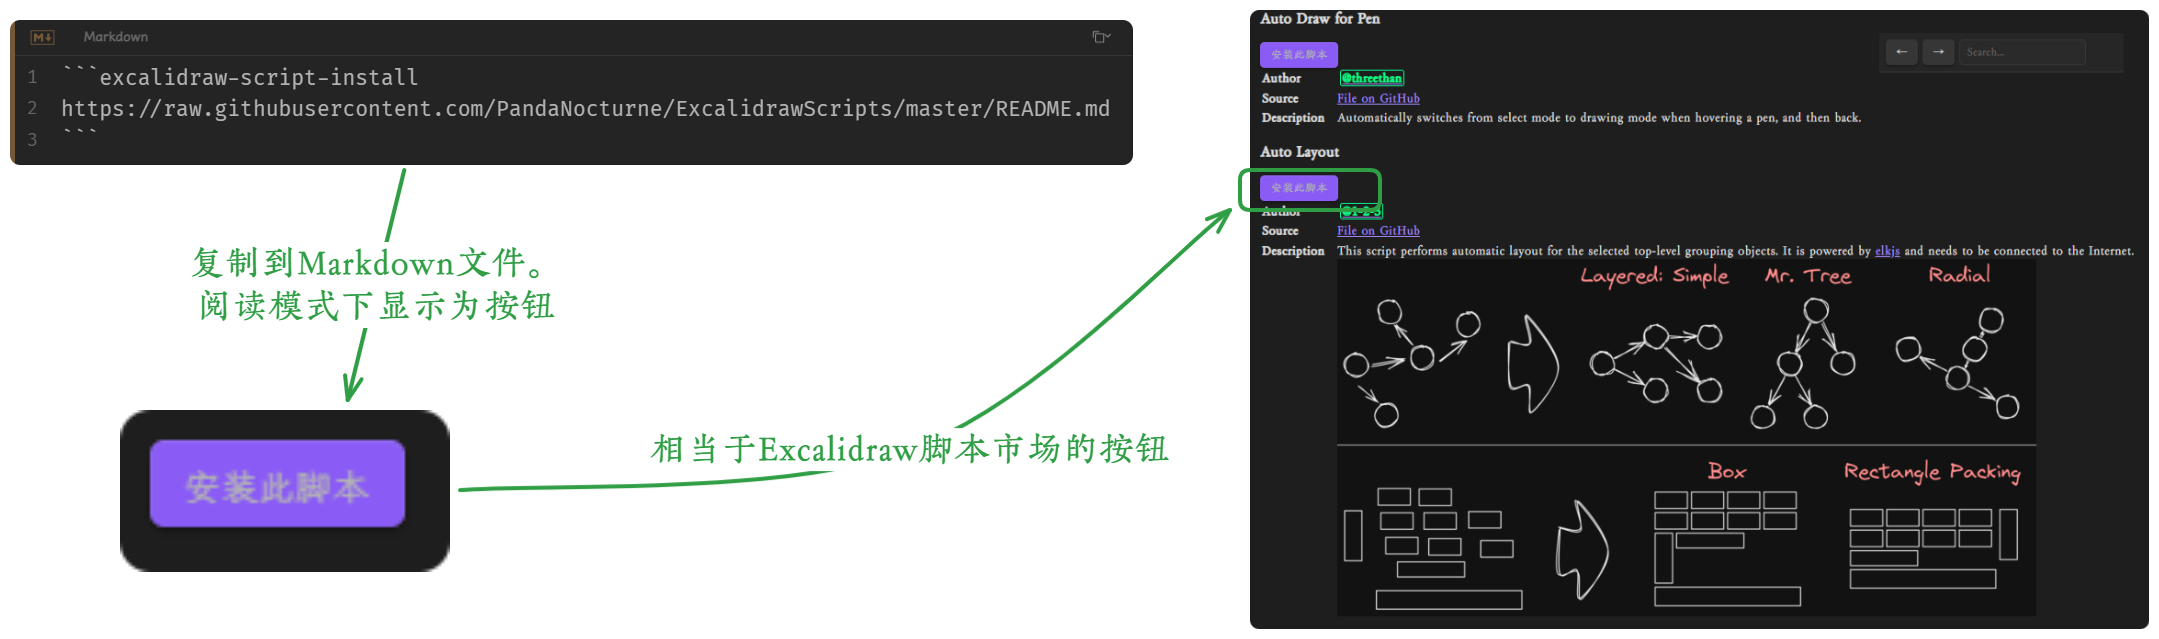 Markdown
1 ```excalidraw-script-install
2 https://raw.githubusercontent.com/PandaNocturne/ExcalidrawScripts/master/README.md
3 ```
复制到Markdown文件。
阅读模式下显示为按钮
安装此脚本
相当于Excalidraw脚本市场的按钮
Auto Draw for Pen
安装此脚本
← → Search...
Author @threethan
Source File on GitHub
Description Automatically switches from select mode to drawing mode when hovering a pen, and then back.
Auto Layout
安装此脚本
Author @1-2-3
Source File on GitHub
Description This script performs automatic layout for the selected top-level grouping objects. It is powered by elkjs and needs to be connected to the Internet.
Layered: Simple Mr. Tree Radial
Box Rectangle Packing